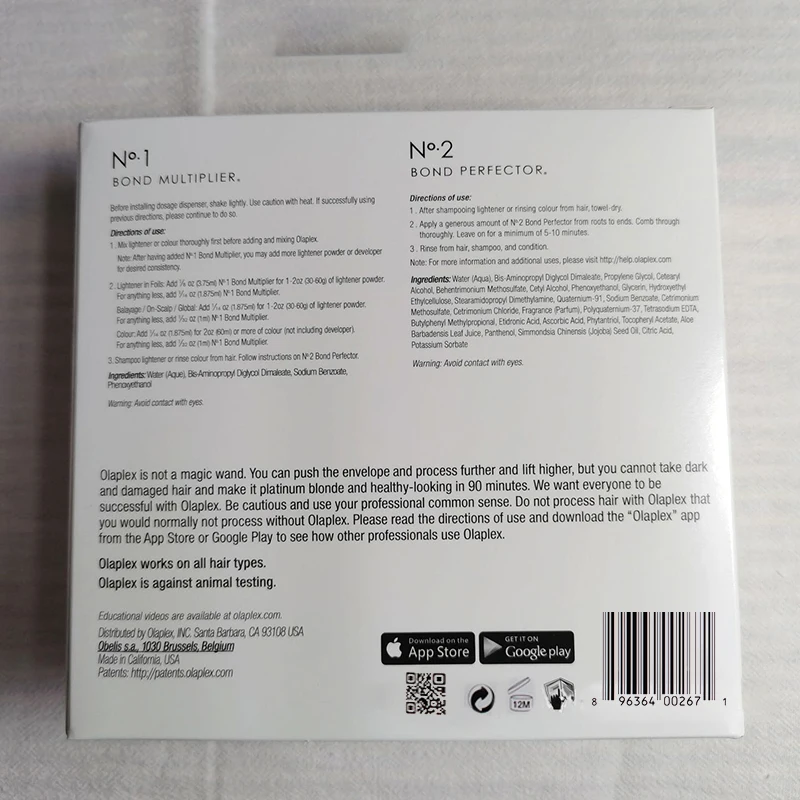 Nº.1
BOND MULTIPLIER®
Before installing dosage dispenser, shake lightly. Use caution with heat. If successfully using
previous directions, please continue to do so.
Directions of use:
1. Mix lightener or colour thoroughly first before adding and mixing Olaplex.
Note: After having added Nº1 Bond Multiplier, you may add more lightener powder or developer
for desired consistency.
2. Lightener in Foils: Add ⅛ oz (3.75ml) Nº1 Bond Multiplier for 1-2oz (30-60g) of lightener powder.
For anything less, add 1/16 oz (1.875ml) Nº1 Bond Multiplier.
Balayage / On-Scalp / Global: Add 1/16 oz (1.875ml) for 1-2oz (30-60g) of lightener powder.
For anything less, add 1/32 oz (1ml) Nº1 Bond Multiplier.
Colour: Add 1/16 oz (1.875ml) for 2oz (60ml) or more of colour (not including developer).
For anything less, add 1/32 oz (1ml) Nº1 Bond Multiplier.
3. Shampoo lightener or rinse colour from hair. Follow instructions on Nº2 Bond Perfector.
Ingredients: Water (Aqua), Bis-Aminopropyl Diglycol Dimaleate, Sodium Benzoate,
Phenoxyethanol
Warning: Avoid contact with eyes.
Nº.2
BOND PERFECTOR®
Directions of use:
1. After shampooing lightener or rinsing colour from hair, towel-dry.
2. Apply a generous amount of Nº2 Bond Perfector from roots to ends. Comb through
thoroughly. Leave on for a minimum of 5-10 minutes.
3. Rinse from hair, shampoo, and condition.
Note: For more information and additional uses, please visit http://help.olaplex.com
Ingredients: Water (Aqua), Bis-Aminopropyl Diglycol Dimaleate, Propylene Glycol, Cetearyl
Alcohol, Behentrimonium Methosulfate, Cetyl Alcohol, Phenoxyethanol, Glycerin, Hydroxyethyl
Ethylcellulose, Stearamidopropyl Dimethylamine, Quaternium-91, Sodium Benzoate, Cetrimonium
Methosulfate, Cetrimonium Chloride, Fragrance (Parfum), Polyquaternium-37, Tetrasodium EDTA,
Butylphenyl Methylpropional, Etidronic Acid, Ascorbic Acid, Phytantriol, Tocopheryl Acetate, Aloe
Barbadensis Leaf Juice, Panthenol, Simmondsia Chinensis (Jojoba) Seed Oil, Citric Acid,
Potassium Sorbate
Warning: Avoid contact with eyes.
Olaplex is not a magic wand. You can push the envelope and process further and lift higher, but you cannot take dark
and damaged hair and make it platinum blonde and healthy-looking in 90 minutes. We want everyone to be
successful with Olaplex. Be cautious and use your professional common sense. Do not process hair with Olaplex that
you would normally not process without Olaplex. Please read the directions of use and download the “Olaplex” app
from the App Store or Google Play to see how other professionals use Olaplex.
Olaplex works on all hair types.
Olaplex is against animal testing.
Educational videos are available at olaplex.com.
Distributed by Olaplex, INC. Santa Barbara, CA 93108 USA
Obelis s.a., 1030 Brussels, Belgium
Made in California, USA
Patents: http://patents.olaplex.com
Download on the
App Store
GET IT ON
Google play
12M
8 96364 00267 1